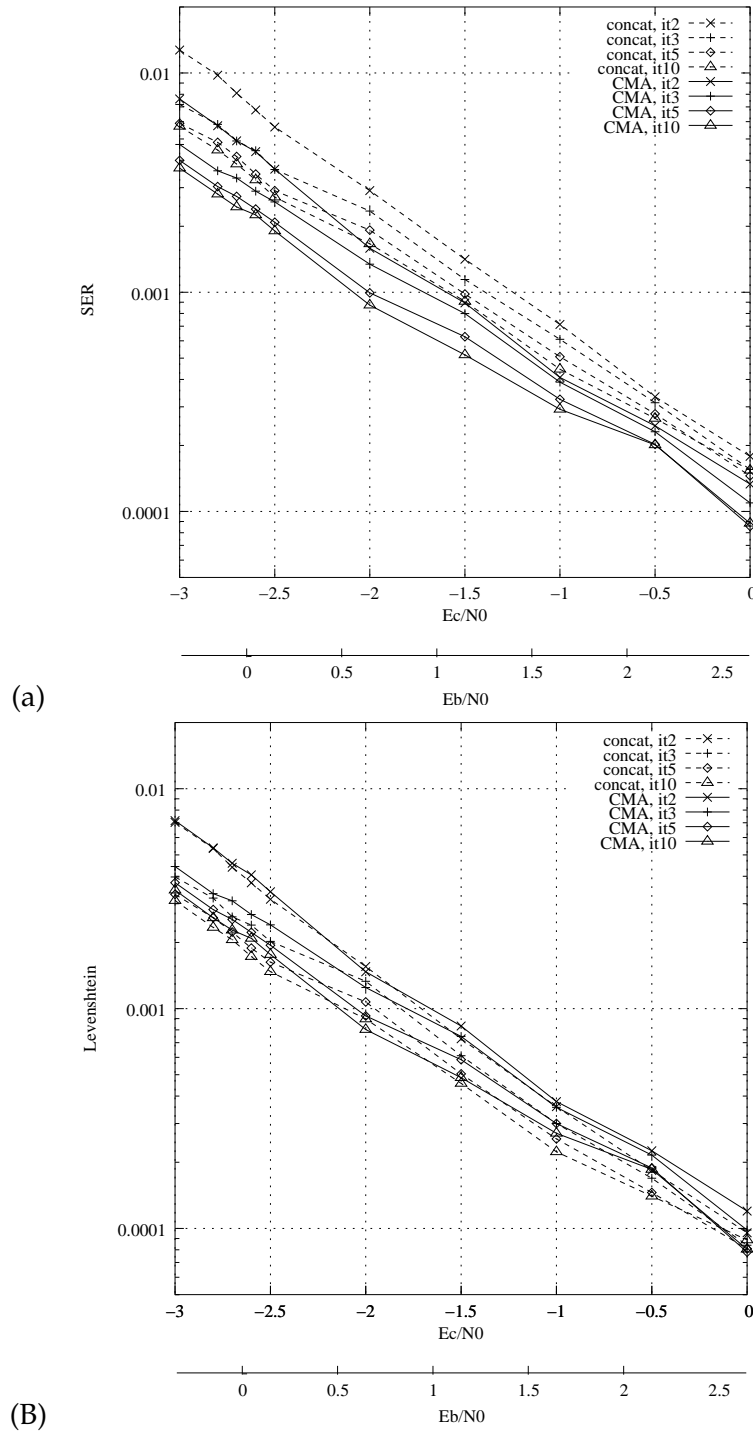 concat, it2
concat, it3
concat, it5
concat, it10
CMA, it2
CMA, it3
CMA, it5
CMA, it10
0.01
0.001
0.0001
SER
−3 −2.5 −2 −1.5 −1 −0.5 0
Ec/N0
0 0.5 1 1.5 2 2.5
Eb/N0
(a)
concat, it2
concat, it3
concat, it5
concat, it10
CMA, it2
CMA, it3
CMA, it5
CMA, it10
0.01
0.001
0.0001
Levenshtein
−3 −2.5 −2 −1.5 −1 −0.5 0
Ec/N0
0 0.5 1 1.5 2 2.5
Eb/N0
(B)